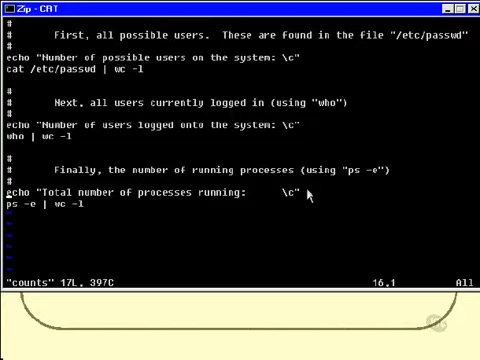 Zip - CAT
#
# First, all possible users. These are found in the file "/etc/passwd"
#
echo "Number of possible users on the system: \c"
cat /etc/passwd | wc -l
#
# Next, all users currently logged in (using "who")
#
echo "Number of users logged onto the system: \c"
who | wc -l
#
# Finally, the number of running processes (using "ps -e")
#
echo "Total number of processes running: \c"
ps -e | wc -l
~
~
~
~
~
~
"counts" 17L, 397C 16,1 All